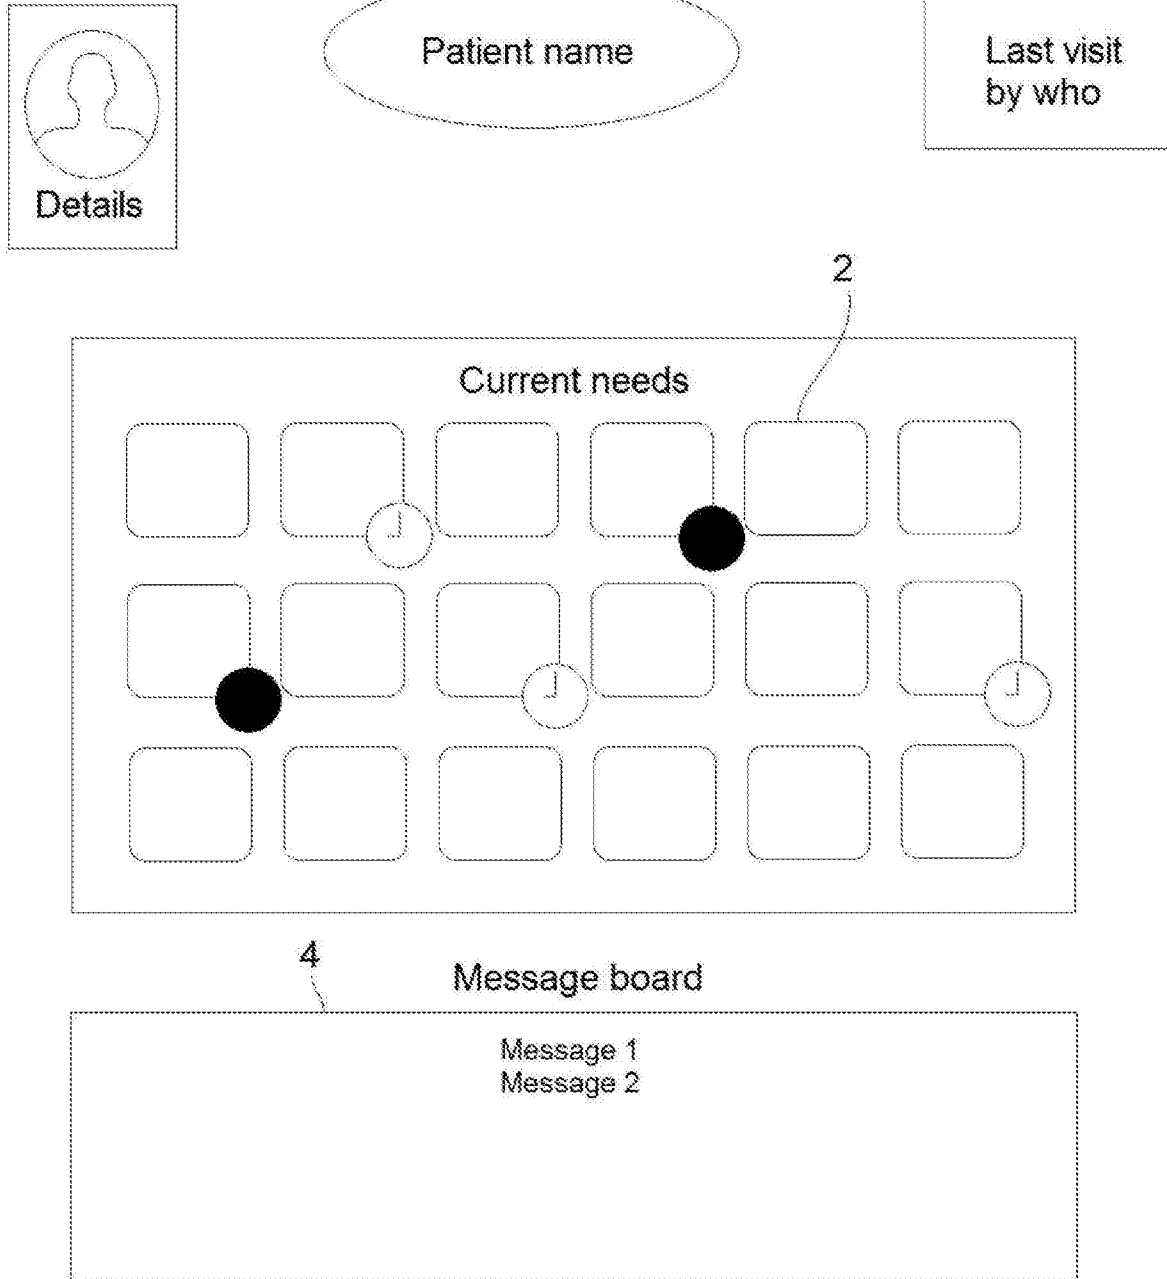 Patient name
Last visit
by who
Details
2
Current needs
4
Message board
Message 1
Message 2